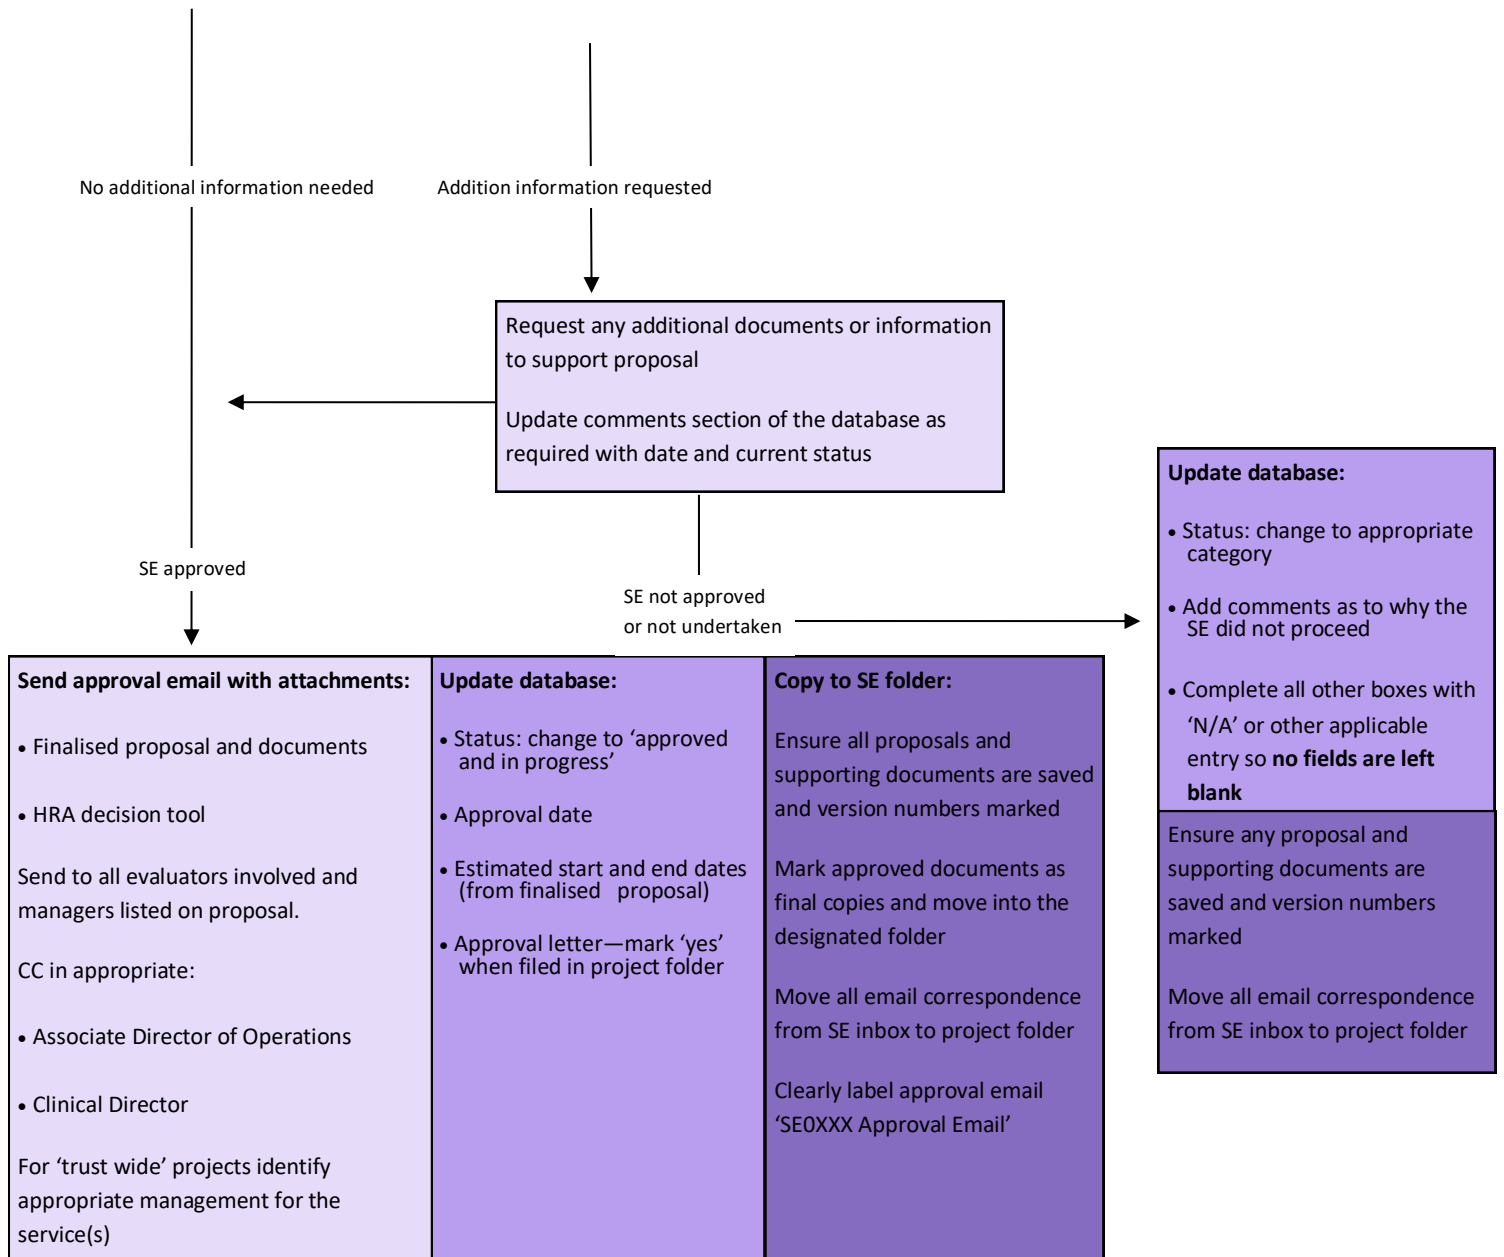 No additional information needed
Addition information requested
Request any additional documents or information
to support proposal
Update comments section of the database as
required with date and current status
SE approved
SE not approved
or not undertaken
Send approval email with attachments:
• Finalised proposal and documents
• HRA decision tool
Send to all evaluators involved and
managers listed on proposal.
CC in appropriate:
• Associate Director of Operations
• Clinical Director
For ‘trust wide’ projects identify
appropriate management for the
service(s)
Update database:
• Status: change to ‘approved
and in progress’
• Approval date
• Estimated start and end dates
(from finalised proposal)
• Approval letter—mark ‘yes’
when filed in project folder
Copy to SE folder:
Ensure all proposals and
supporting documents are saved
and version numbers marked
Mark approved documents as
final copies and move into the
designated folder
Move all email correspondence
from SE inbox to project folder
Clearly label approval email
‘SE0XXX Approval Email’
Update database:
• Status: change to appropriate
category
• Add comments as to why the
SE did not proceed
• Complete all other boxes with
‘N/A’ or other applicable
entry so no fields are left
blank
Ensure any proposal and
supporting documents are
saved and version numbers
marked
Move all email correspondence
from SE inbox to project folder